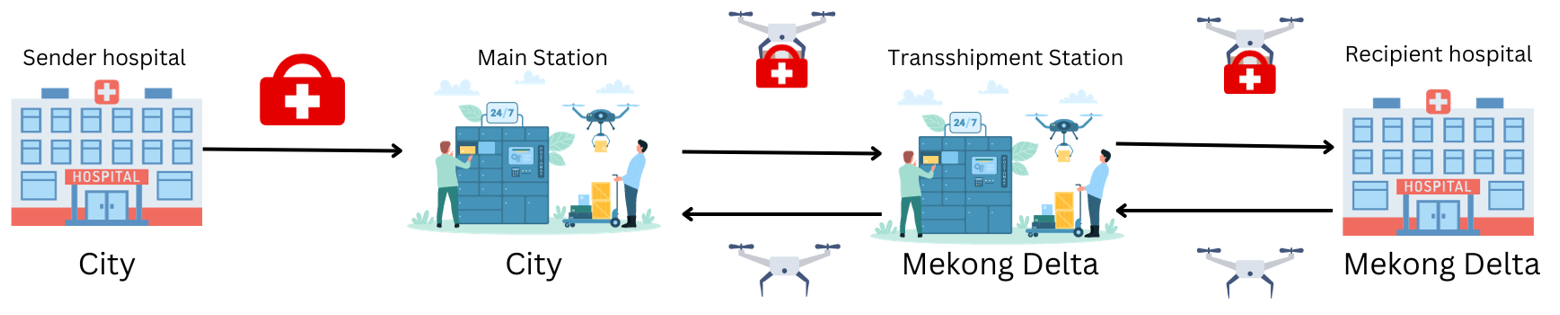 Sender hospital
Main Station
Transshipment Station
Recipient hospital
24/7
24/7
HOSPITAL
HOSPITAL
City
City
Mekong Delta
Mekong Delta